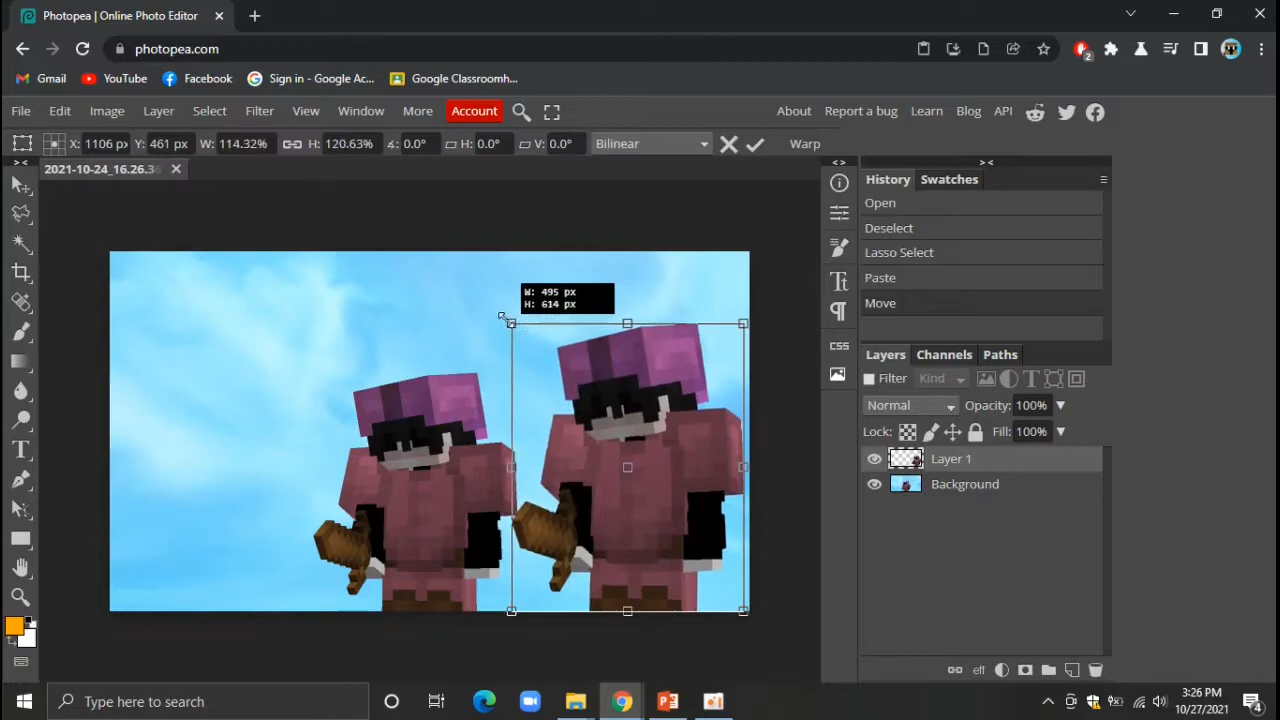 Photopea | Online Photo Editor
photopea.com
2
Gmail YouTube Facebook Sign in - Google Ac... Google Classroomh...
File Edit Image Layer Select Filter View Window More Account About Report a bug Learn Blog API
X: 1106 px Y: 461 px W: 114.32% H: 120.63% 0.0° H: 0.0° V: 0.0° Bilinear Warp
> < 2021-10-24_16.26.3 < > > <
History Swatches
Open
Deselect
Lasso Select
Paste
Move
W: 495 px
H: 614 px
CSS
Layers Channels Paths
Filter Kind
Normal Opacity: 100%
Lock: Fill: 100%
Layer 1
Background
eff
Type here to search
3:26 PM
10/27/2021
4